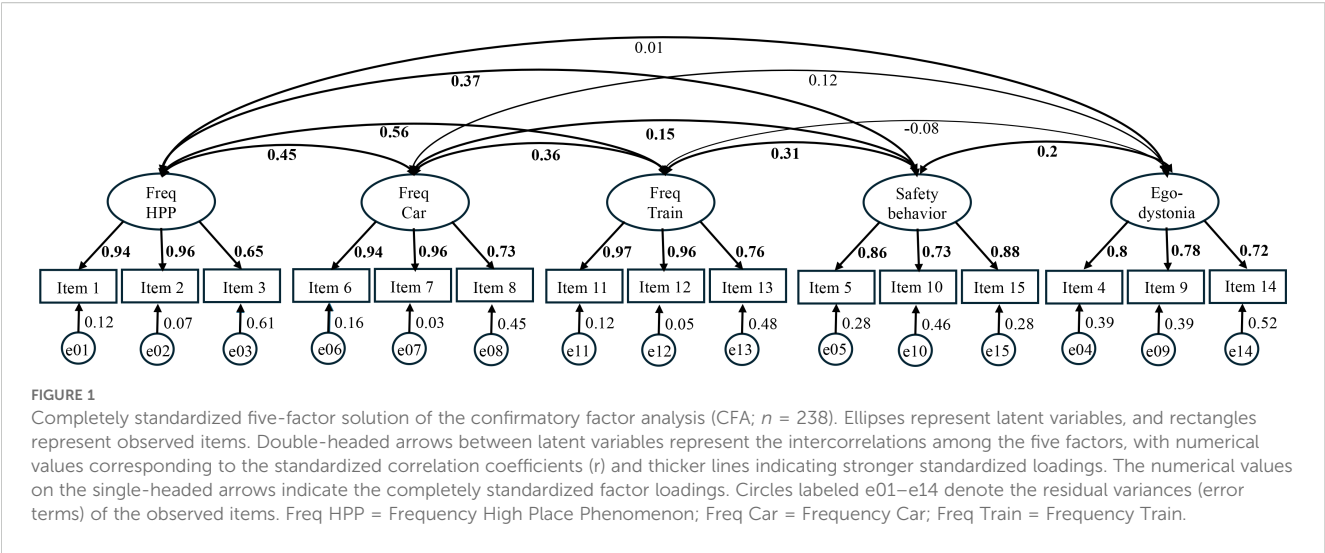 0.01
0.37
0.12
0.56
0.15
-0.08
0.45
0.36
0.31
0.2
Freq
HPP
Freq
Car
Freq
Train
Safety
behavior
Ego-
dystonia
0.94 0.96 0.65 0.94 0.96 0.73 0.97 0.96 0.76 0.86 0.73 0.88 0.8 0.78 0.72
Item 1 Item 2 Item 3 Item 6 Item 7 Item 8 Item 11 Item 12 Item 13 Item 5 Item 10 Item 15 Item 4 Item 9 Item 14
0.12 0.07 0.61 0.16 0.03 0.45 0.12 0.05 0.48 0.28 0.46 0.28 0.39 0.39 0.52
e01 e02 e03 e06 e07 e08 e11 e12 e13 e05 e10 e15 e04 e09 e14
FIGURE 1
Completely standardized five-factor solution of the confirmatory factor analysis (CFA; n = 238). Ellipses represent latent variables, and rectangles
represent observed items. Double-headed arrows between latent variables represent the intercorrelations among the five factors, with numerical
values corresponding to the standardized correlation coefficients (r) and thicker lines indicating stronger standardized loadings. The numerical values
on the single-headed arrows indicate the completely standardized factor loadings. Circles labeled e01–e14 denote the residual variances (error
terms) of the observed items. Freq HPP = Frequency High Place Phenomenon; Freq Car = Frequency Car; Freq Train = Frequency Train.